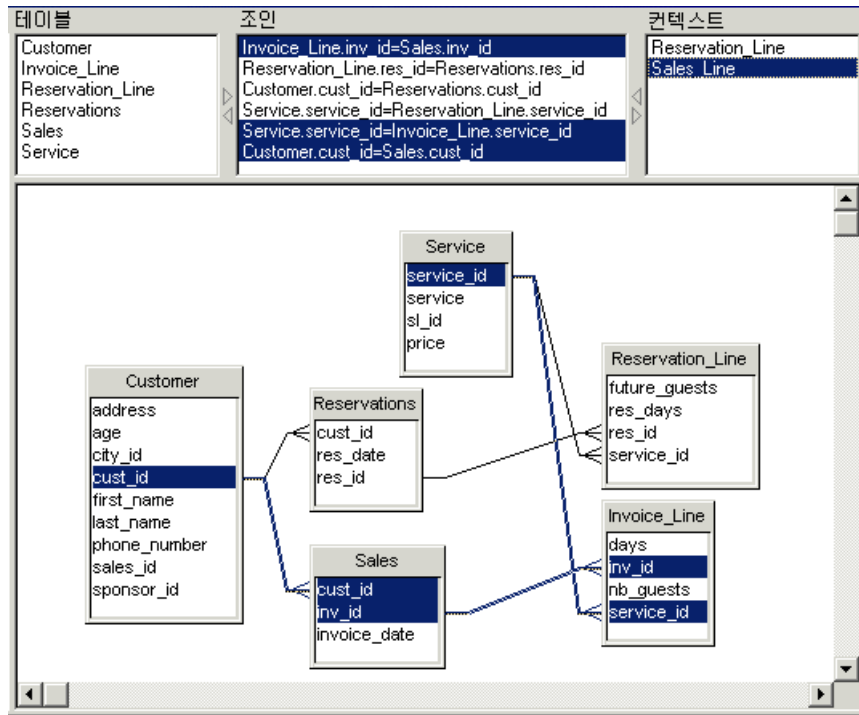 테이블
조인
컨텍스트
Customer
Invoice_Line
Reservation_Line
Reservations
Sales
Service
Invoice_Line.inv_id=Sales.inv_id
Reservation_Line.res_id=Reservations.res_id
Customer.cust_id=Reservations.cust_id
Service.service_id=Reservation_Line.service_id
Service.service_id=Invoice_Line.service_id
Customer.cust_id=Sales.cust_id
Reservation_Line
Sales_Line
Service
service_id
service
sl_id
price
Customer
address
age
city_id
cust_id
first_name
last_name
phone_number
sales_id
sponsor_id
Reservations
cust_id
res_date
res_id
Reservation_Line
future_guests
res_days
res_id
service_id
Sales
cust_id
inv_id
invoice_date
Invoice_Line
days
inv_id
nb_guests
service_id